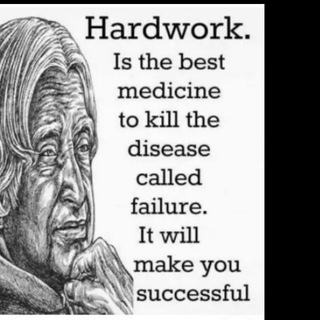 Hardwork.
Is the best
medicine
to kill the
disease
called
failure.
It will
make you
successful